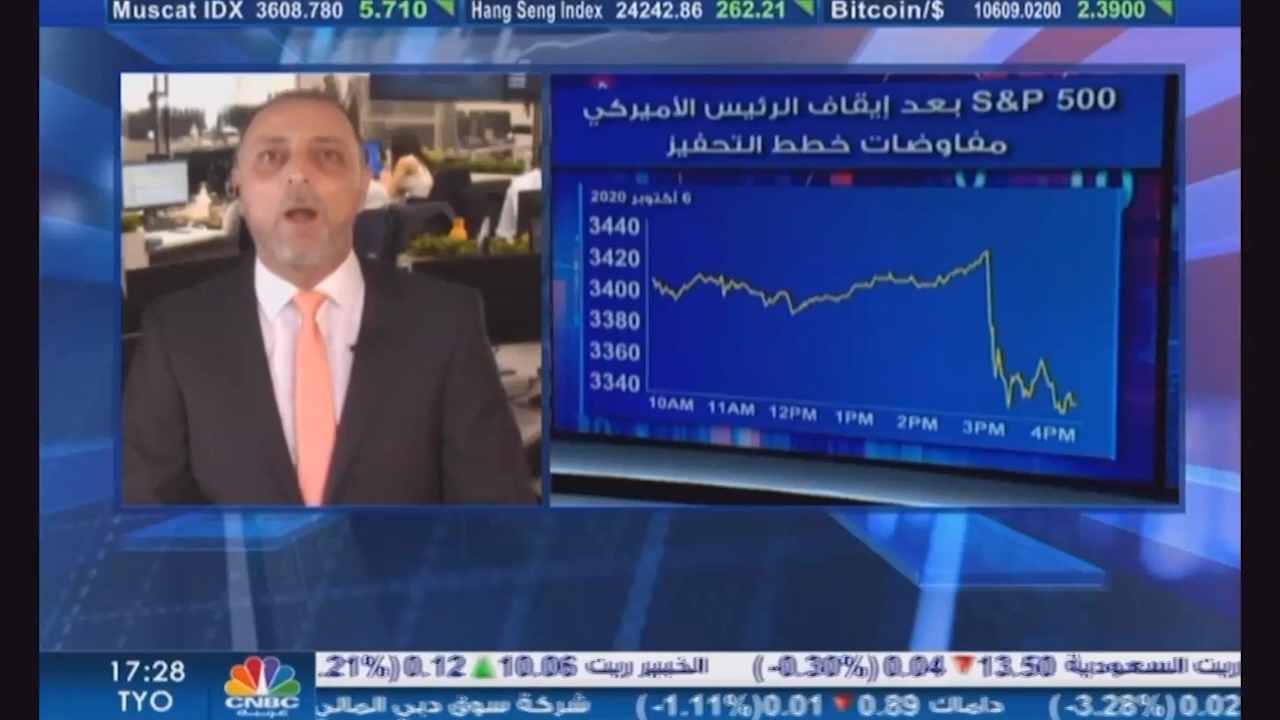 Muscat IDX 3608.780 5.710 Hang Seng Index 24242.86 262.21 Bitcoin/$ 10609.0200 2.3900
S&P 500 بعد إيقاف الرئيس الأميركي
مفاوضات خطط التحفيز
6 أكتوبر 2020
3440
3420
3400
3380
3360
3340
10AM 11AM 12PM 1PM 2PM 3PM 4PM
17:28
TYO
CNBC
عربية
ريت السعودية 13.50 0.04 (-0.30%) الخبير ريت 10.06 0.12 .21%)
0.02 (-3.28%) داماك 0.89 0.01 (-1.11%) شركة سوق دبي المالي